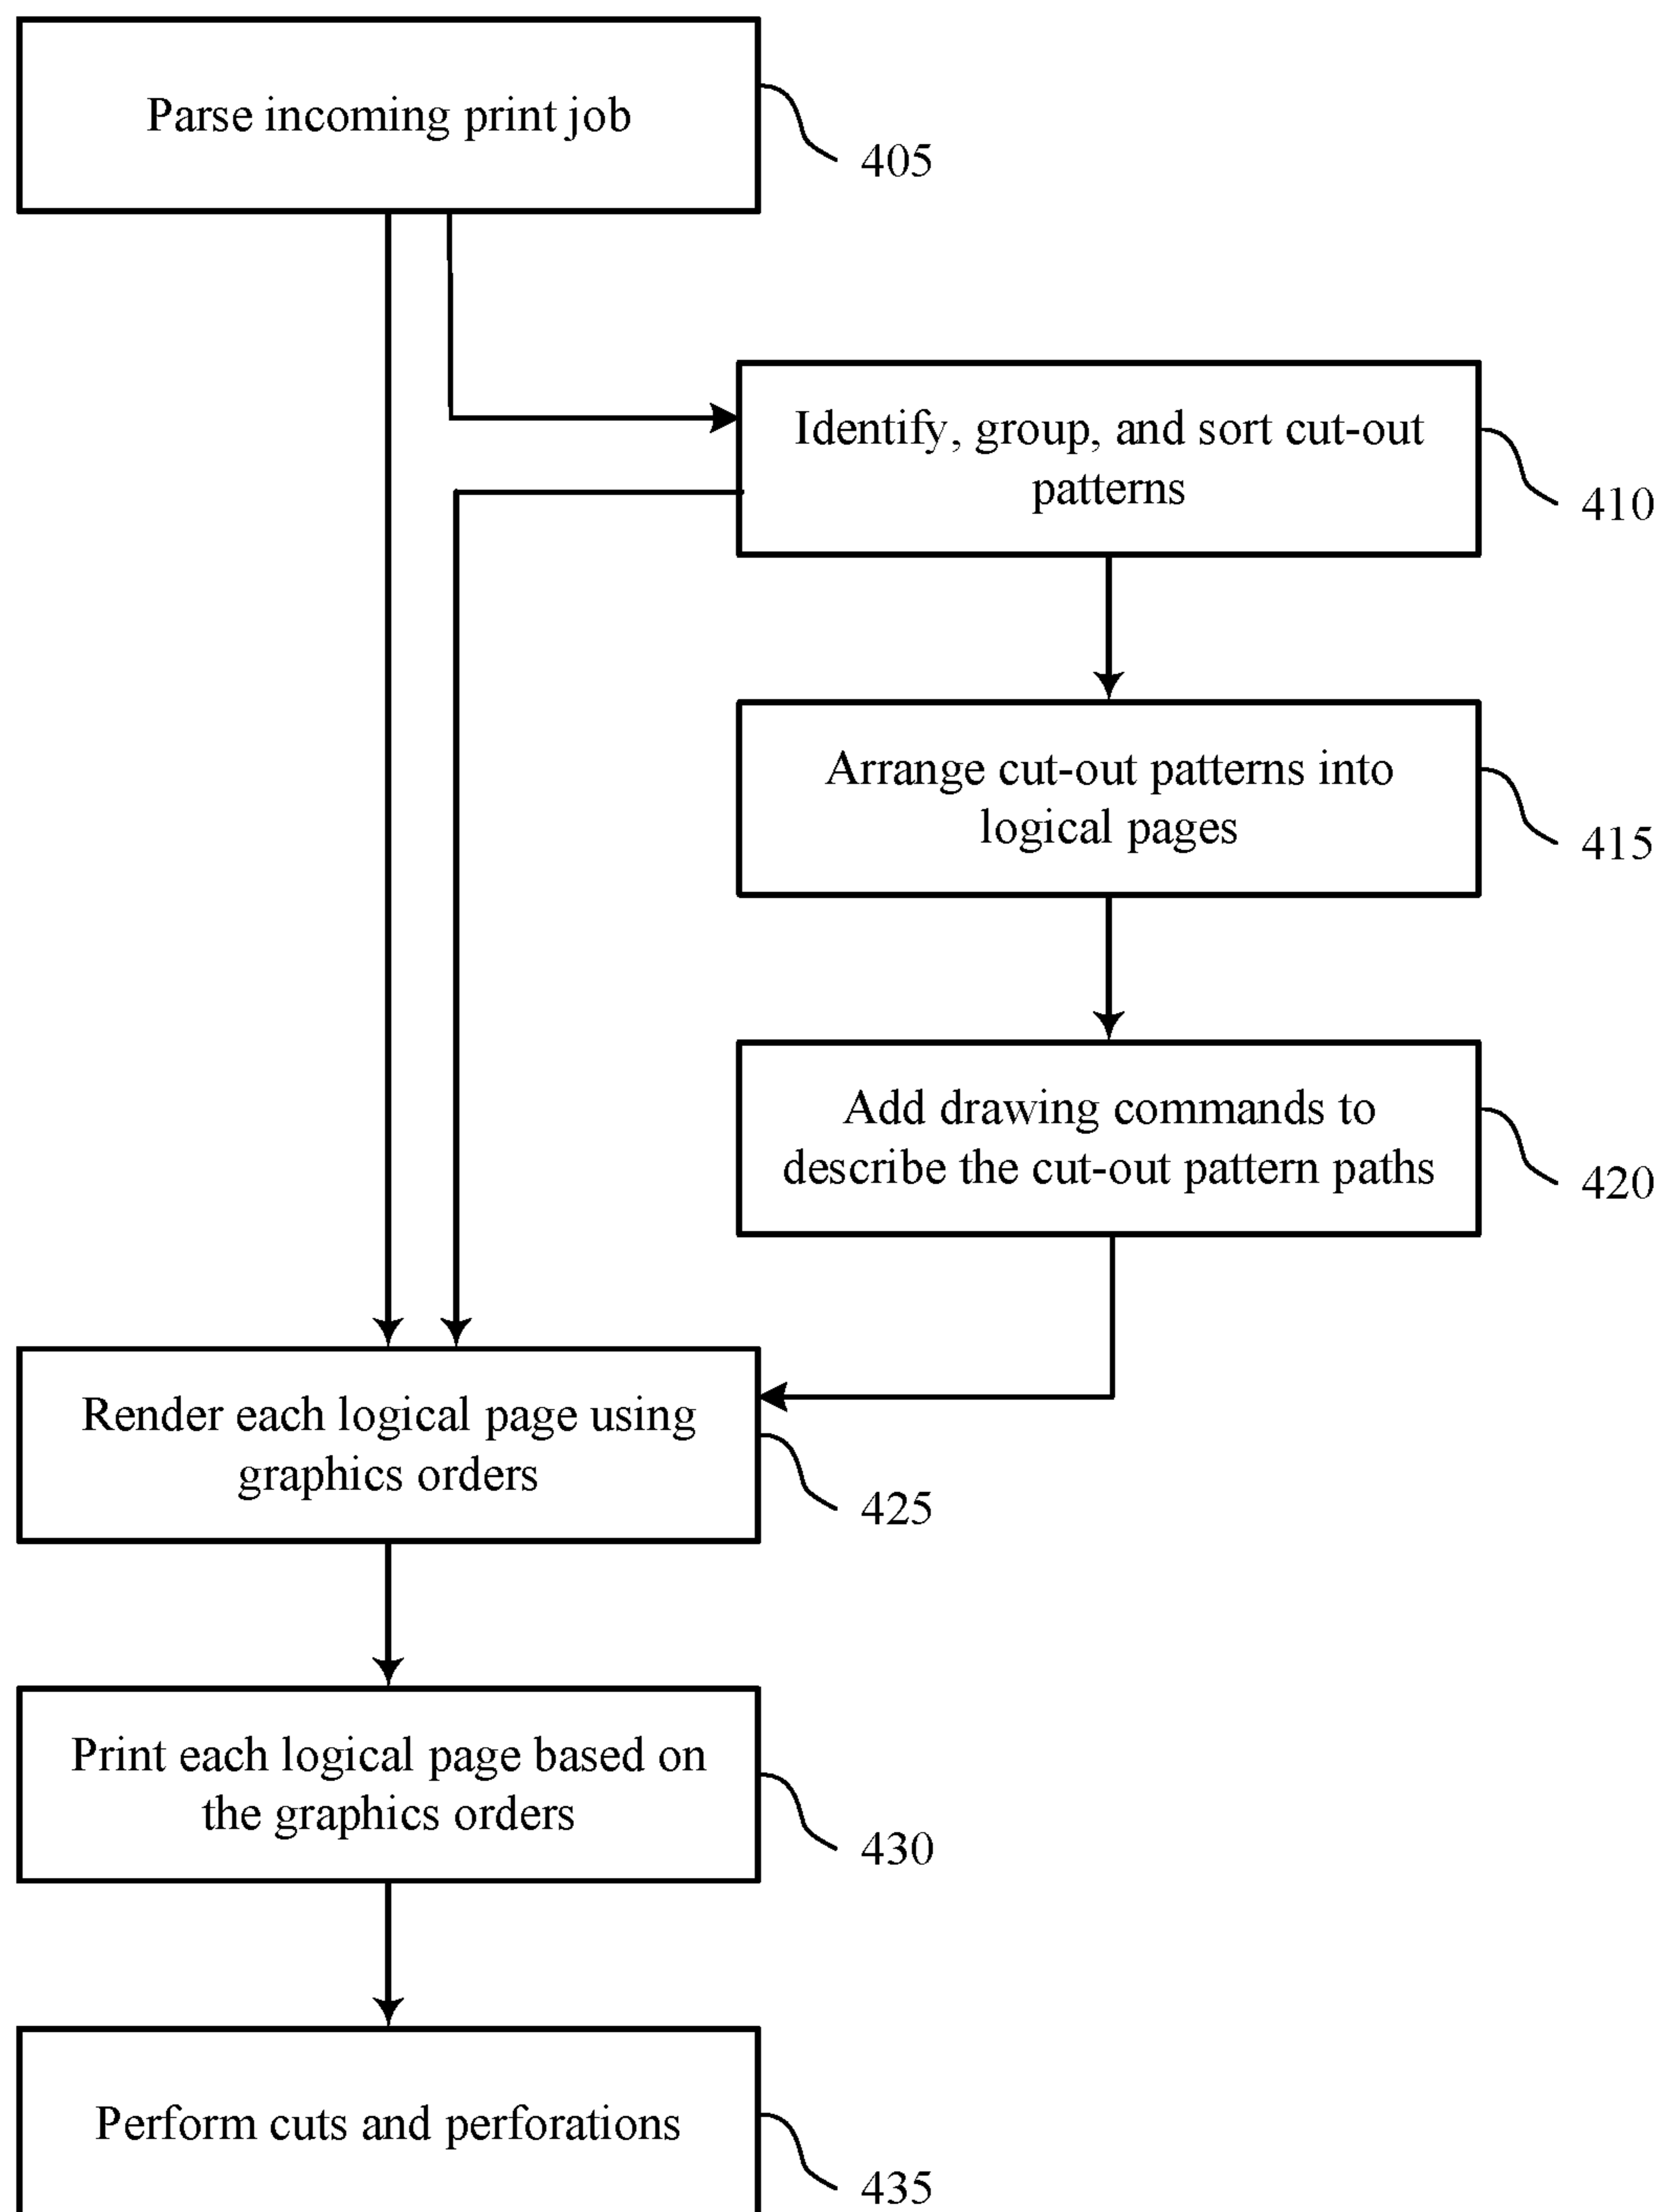 Parse incoming print job
405
Identify, group, and sort cut-out
patterns
410
Arrange cut-out patterns into
logical pages
415
Add drawing commands to
describe the cut-out pattern paths
420
Render each logical page using
graphics orders
425
Print each logical page based on
the graphics orders
430
Perform cuts and perforations
435